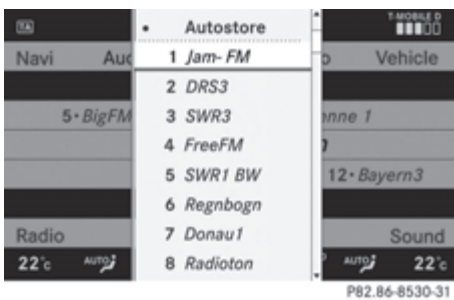 TA
T-MOBILE D
Navi Aud o Vehicle
• Autostore
1 Jam- FM
2 DRS3
3 SWR3
4 FreeFM
5 SWR1 BW
6 Regnbogn
7 Donau1
8 Radioton
5•BigFM enne 1
12•Bayern3
Radio Sound
22°c AUTO AUTO 22°c
P82.86-8530-31